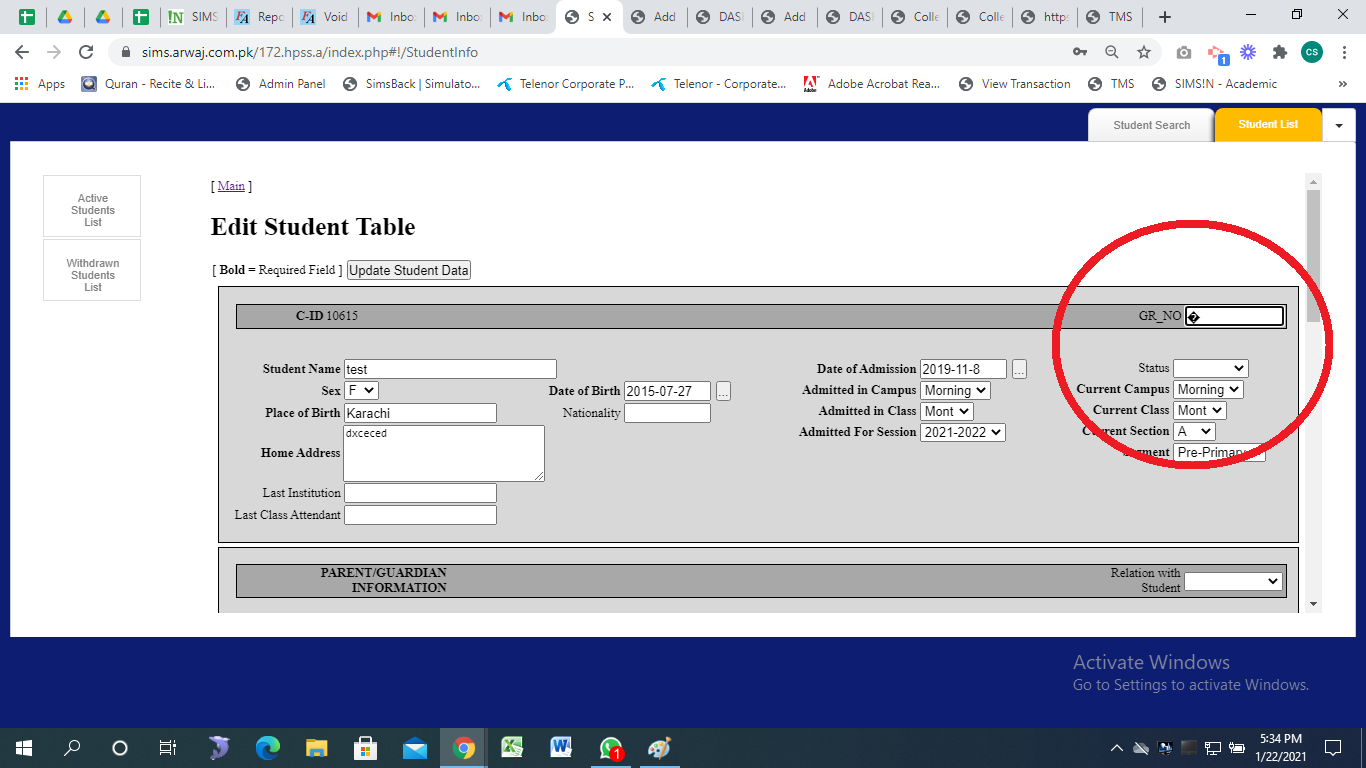 SIMS
Repo
Void
Inbo
Inbo
Inbo
S
Add
DASH
Add
DASH
Colle
Colle
https
TMS
sims.arwaj.com.pk/172.hpss.a/index.php#!/StudentInfo
CS
1
Apps
Quran - Recite & Li...
Admin Panel
SimsBack | Simulato...
Telenor Corporate P...
Telenor - Corporate...
Adobe Acrobat Rea...
View Transaction
TMS
SIMS!N - Academic
»
Student Search
Student List
Active
Students
List
Withdrawn
Students
List
[ Main ]
Edit Student Table
[ Bold = Required Field ] Update Student Data
C-ID 10615
GR_NO �
Student Name test
Date of Admission 2019-11-8 ...
Status
Sex F
Date of Birth 2015-07-27 ...
Admitted in Campus Morning
Current Campus Morning
Place of Birth Karachi
Nationality
Admitted in Class Mont
Current Class Mont
Home Address dxceced
Admitted For Session 2021-2022
Current Section A
Pre-Primary
Last Institution
Last Class Attendant
PARENT/GUARDIAN
INFORMATION
Relation with
Student
Activate Windows
Go to Settings to activate Windows.
1
5:34 PM
1/22/2021